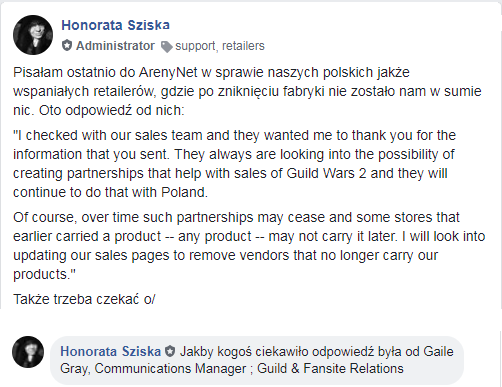 Honorata Sziska
Administrator support, retailers
Pisałam ostatnio do ArenyNet w sprawie naszych polskich jakże
wspaniałych retailerów, gdzie po zniknięciu fabryki nie zostało nam w sumie
nic. Oto odpowiedź od nich:
"I checked with our sales team and they wanted me to thank you for the
information that you sent. They always are looking into the possibility of
creating partnerships that help with sales of Guild Wars 2 and they will
continue to do that with Poland.
Of course, over time such partnerships may cease and some stores that
earlier carried a product -- any product -- may not carry it later. I will look into
updating our sales pages to remove vendors that no longer carry our
products."
Także trzeba czekać o/
Honorata Sziska Jakby kogoś ciekawiło odpowiedź była od Gaile
Gray, Communications Manager ; Guild & Fansite Relations